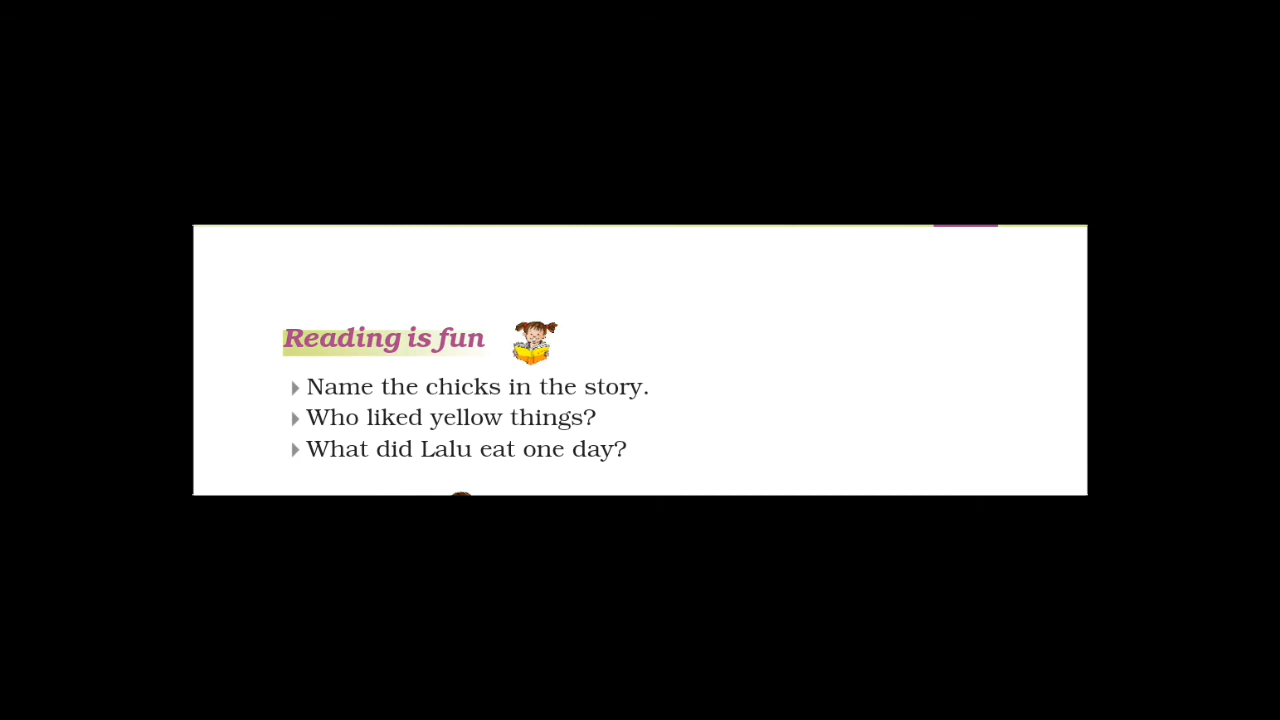 Reading is fun
Name the chicks in the story.
Who liked yellow things?
What did Lalu eat one day?